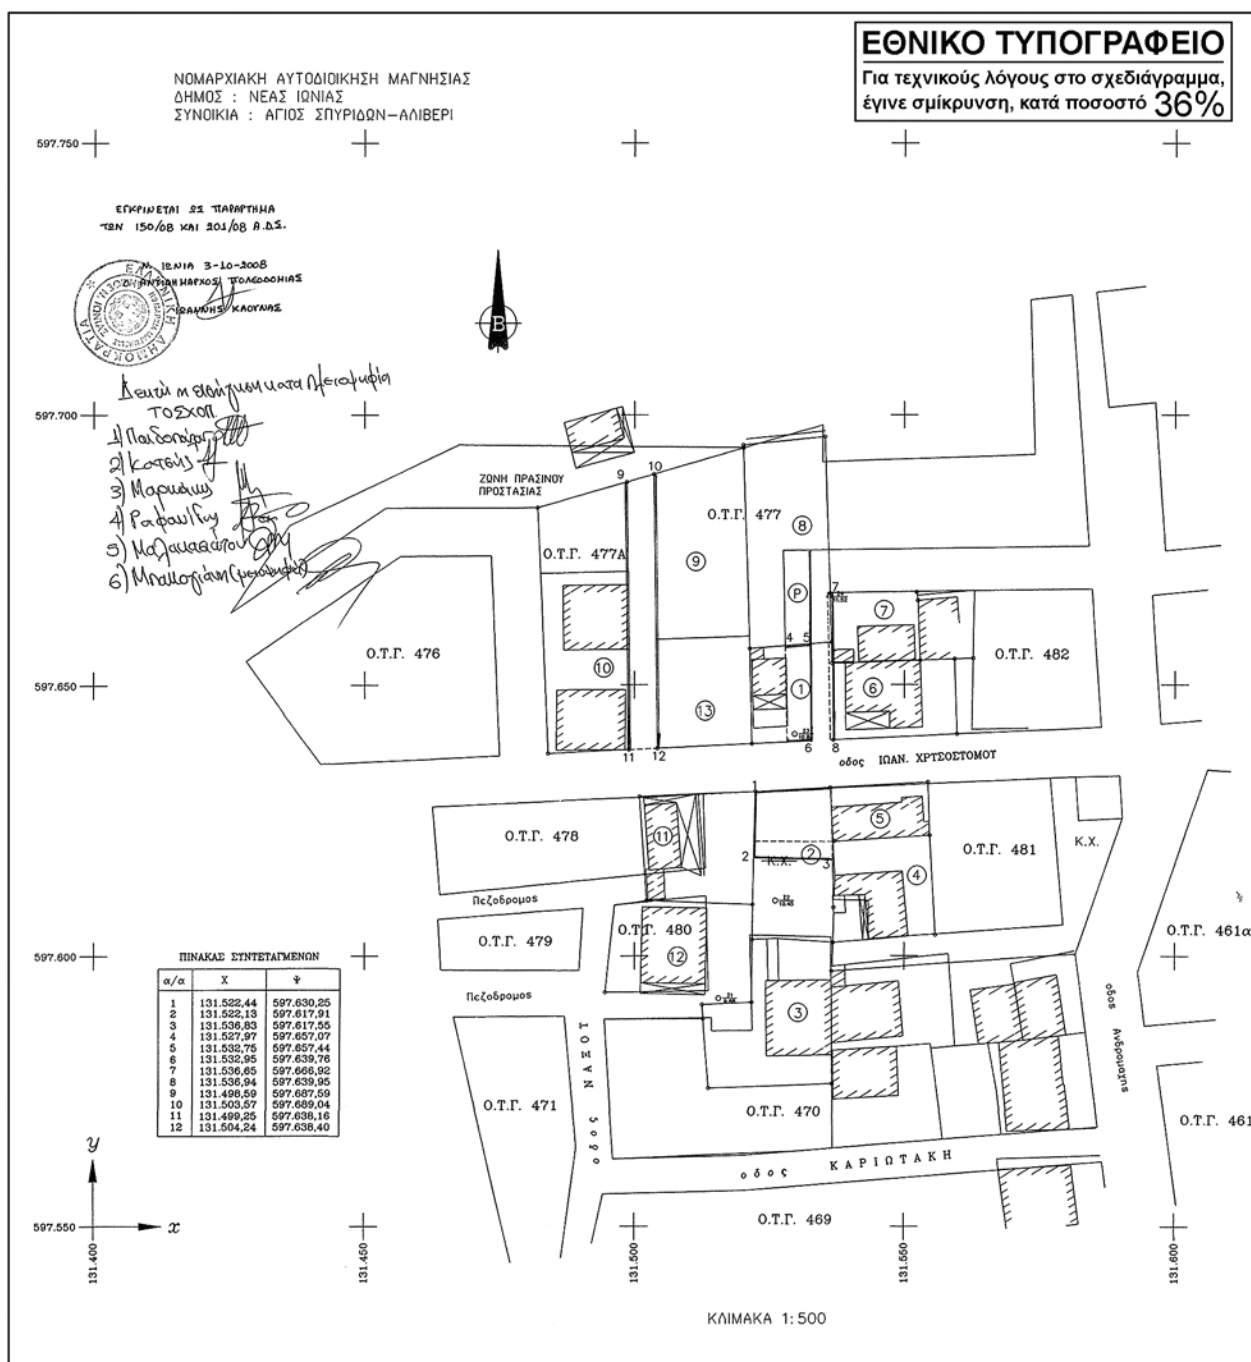 ΕΘΝΙΚΟ ΤΥΠΟΓΡΑΦΕΙΟ
Για τεχνικούς λόγους στο σχεδιάγραμμα,
έγινε σμίκρυνση, κατά ποσοστό 36%
ΝΟΜΑΡΧΙΑΚΗ ΑΥΤΟΔΙΟΙΚΗΣΗ ΜΑΓΝΗΣΙΑΣ
ΔΗΜΟΣ : ΝΕΑΣ ΙΩΝΙΑΣ
ΣΥΝΟΙΚΙΑ : ΑΓΙΟΣ ΣΠΥΡΙΔΩΝ-ΑΛΙΒΕΡΙ
597.750
ΕΓΚΡΙΝΕΤΑΙ ΩΣ ΠΑΡΑΡΤΗΜΑ
ΤΩΝ 150/08 ΚΑΙ 201/08 Α.Δ.Σ.
Ν. ΙΩΝΙΑ 3-10-2008
ΑΝΤΙΔΗΜΑΡΧΟΣ ΠΟΛΕΟΔΟΜΙΑΣ
ΙΩΑΝΝΗΣ ΚΑΟΥΝΑΣ
ΕΛΛΗΝΙΚΗ ΔΗΜΟΚΡΑΤΙΑ
Β
597.700
ΤΟΣΧΟΠ
1)
2) Κατσής
3)
4)
5)
6)
ΖΩΝΗ ΠΡΑΣΙΝΟΥ
ΠΡΟΣΤΑΣΙΑΣ
9
10
Ο.Τ.Γ. 477
8
Ο.Τ.Γ. 477Α
9
P
7
7
4
5
Ο.Τ.Γ. 476
10
Ο.Τ.Γ. 482
597.650
13
1
6
11
12
6
8
οδος ΙΩΑΝ. ΧΡΥΣΟΣΤΟΜΟΥ
1
Ο.Τ.Γ. 478
11
5
2
2
3
Κ.Χ.
Ο.Τ.Γ. 481
Κ.Χ.
4
Πεζοδρομος
Ο.Τ.Γ. 479
Ο.Τ.Γ. 480
12
Ο.Τ.Γ. 461α
597.600
Πεζοδρομος
3
οδος ΝΑΞΟΥ
οδος Ανδρομαχης
Ο.Τ.Γ. 471
Ο.Τ.Γ. 470
Ο.Τ.Γ. 461
οδος ΚΑΡΙΩΤΑΚΗ
Ο.Τ.Γ. 469
ΠΙΝΑΚΑΣ ΣΥΝΤΕΤΑΓΜΕΝΩΝ
α/α Χ Ψ
1 131.522,44 597.630,25
2 131.522,13 597.617,91
3 131.536,83 597.617,55
4 131.527,97 597.657,07
5 131.532,75 597.657,44
6 131.532,95 597.639,76
7 131.536,65 597.666,92
8 131.536,94 597.639,95
9 131.498,59 597.687,59
10 131.503,57 597.689,04
11 131.499,25 597.638,16
12 131.504,24 597.638,40
y
x
597.550
131.400
131.450
131.500
131.550
131.600
ΚΛΙΜΑΚΑ 1:500